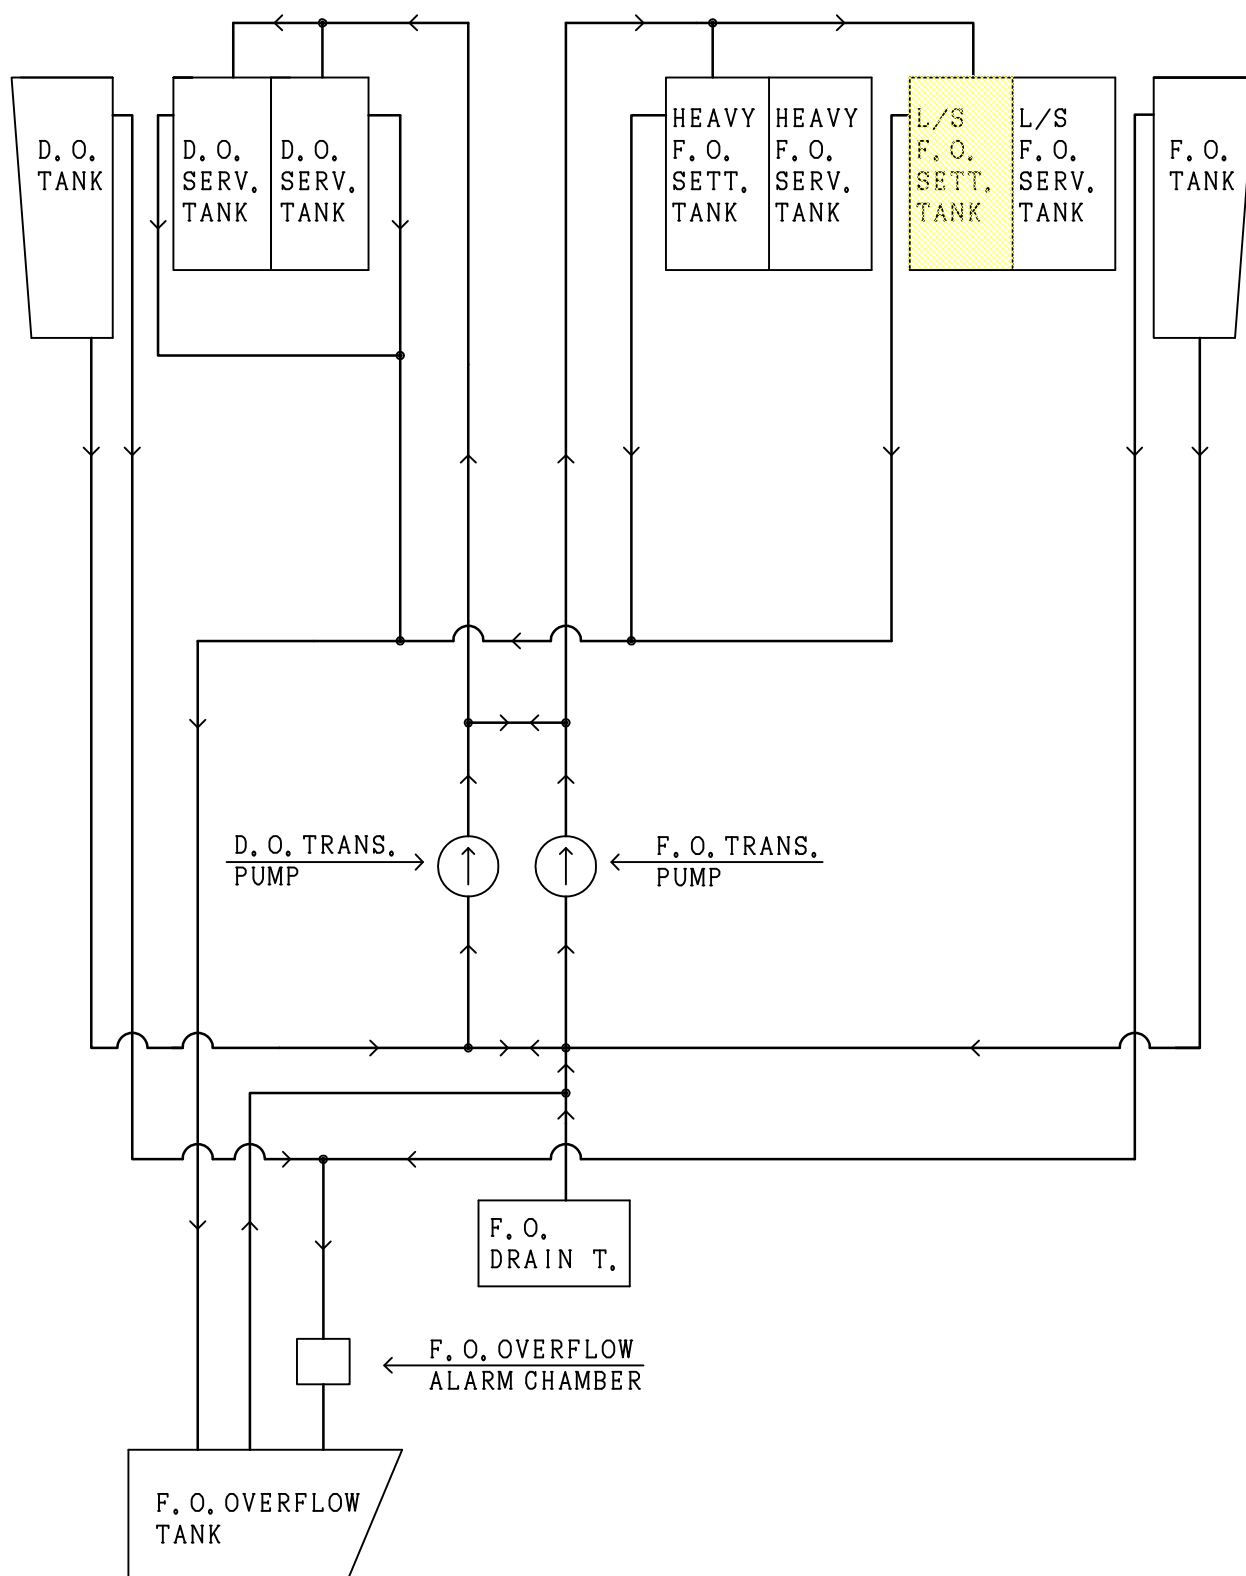 D. O.
TANK
D. O.
SERV.
TANK
D. O.
SERV.
TANK
HEAVY
F. O.
SETT.
TANK
HEAVY
F. O.
SERV.
TANK
L/S
F. O.
SETT.
TANK
L/S
F. O.
SERV.
TANK
F. O.
TANK
D. O. TRANS.
PUMP
F. O. TRANS.
PUMP
F. O.
DRAIN T.
F. O. OVERFLOW
ALARM CHAMBER
F. O. OVERFLOW
TANK